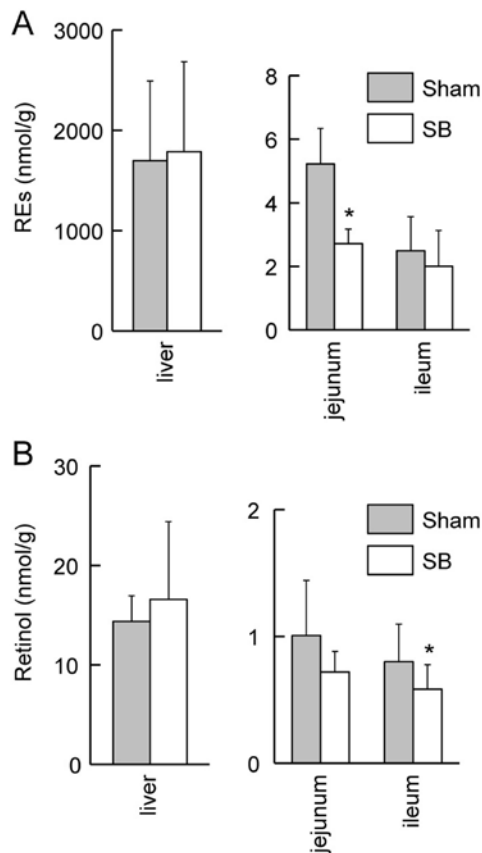 A
REs (nmol/g)
3000
2000
1000
0
liver
8
6
4
2
0
Sham
SB
*
jejunum
ileum
B
Retinol (nmol/g)
30
20
10
0
liver
2
1
0
Sham
SB
*
jejunum
ileum